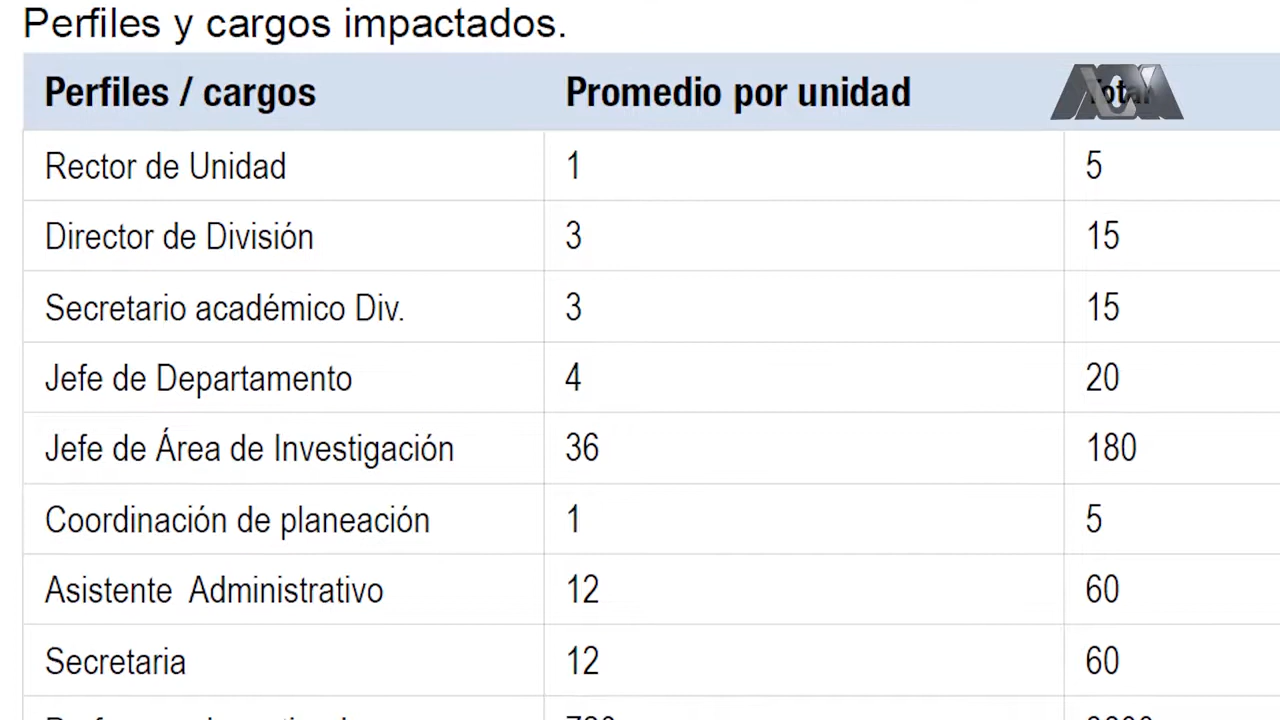 Perfiles y cargos impactados.
Perfiles / cargos Promedio por unidad Total
Rector de Unidad 1 5
Director de División 3 15
Secretario académico Div. 3 15
Jefe de Departamento 4 20
Jefe de Área de Investigación 36 180
Coordinación de planeación 1 5
Asistente Administrativo 12 60
Secretaria 12 60